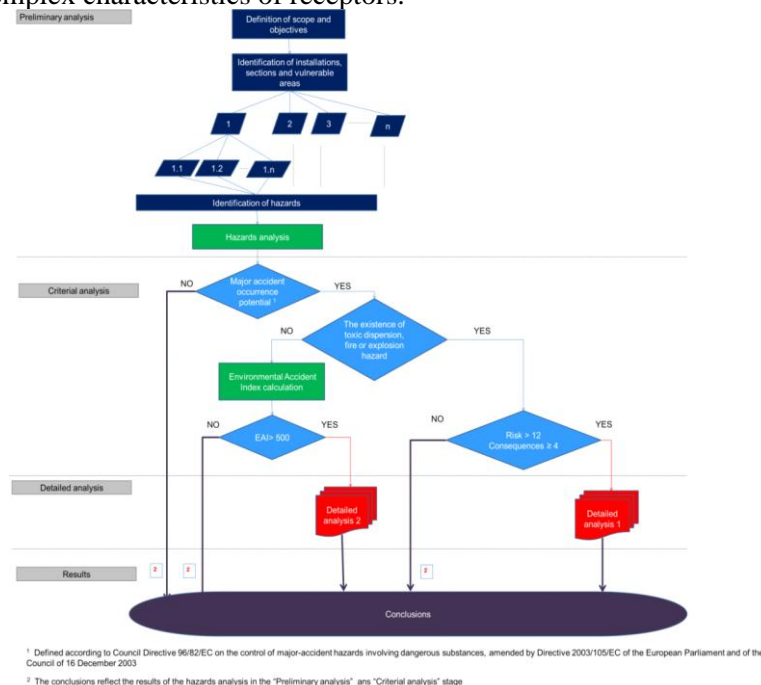 mplex characteristics of receptors.
Preliminary analysis
Definition of scope and
objectives
Identification of installations,
sections and vulnerable
areas
1
2
3
n
1.1
1.2
1.n
Identification of hazards
Hazards analysis
Criterial analysis
NO
Major accident
occurrence
potential ¹
YES
NO
The existence of
toxic dispersion,
fire or explosion
hazard
YES
Environmental Accident
Index calculation
NO
EAI> 500
YES
NO
Risk > 12
Consequences ≥ 4
YES
Detailed analysis
Detailed
analysis 2
Detailed
analysis 1
Results
2
2
2
Conclusions
¹ Defined according to Council Directive 96/82/EC on the control of major-accident hazards involving dangerous substances, amended by Directive 2003/105/EC of the European Parliament and of the
Council of 16 December 2003
² The conclusions reflect the results of the hazards analysis in the "Preliminary analysis" ans "Criterial analysis" stage